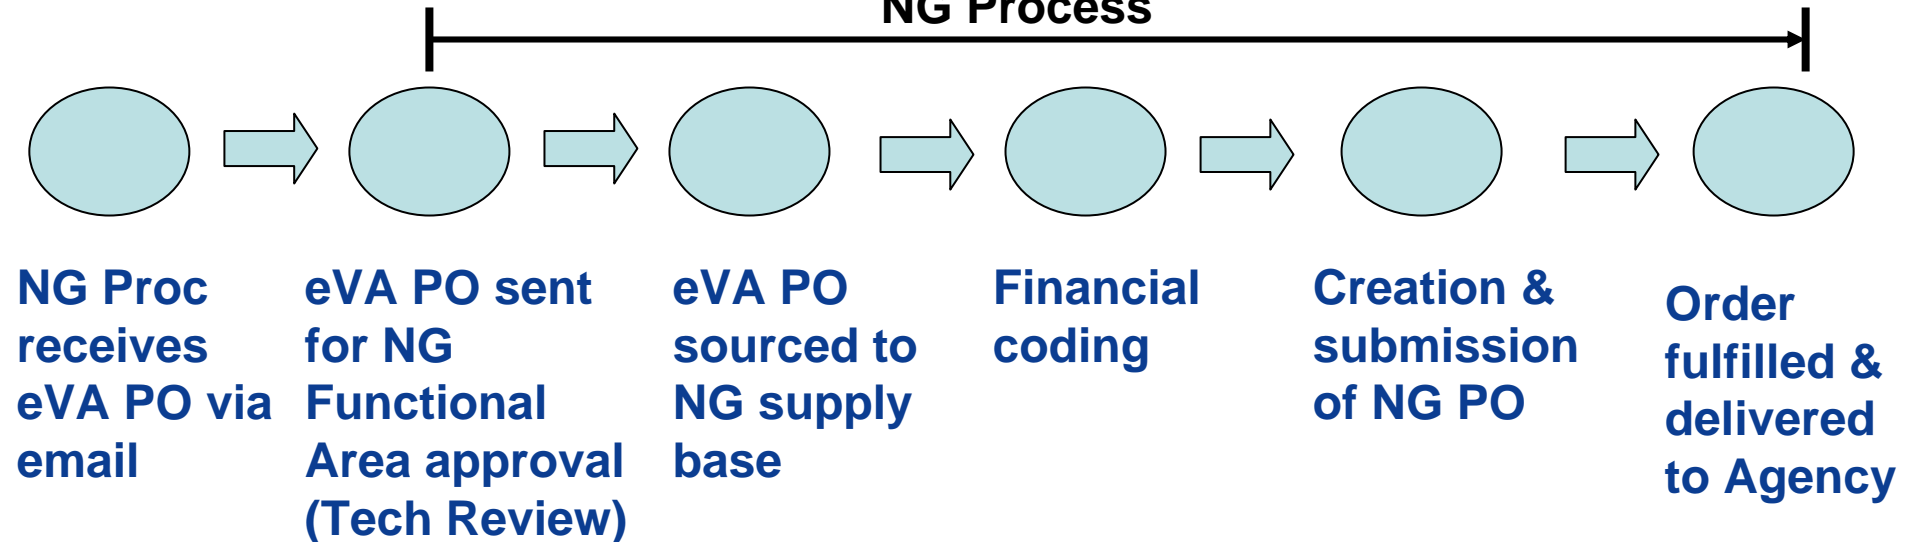 NG Process
NG Proc
receives
eVA PO via
email
eVA PO sent
for NG
Functional
Area approval
(Tech Review)
eVA PO
sourced to
NG supply
base
Financial
coding
Creation &
submission
of NG PO
Order
fulfilled &
delivered
to Agency